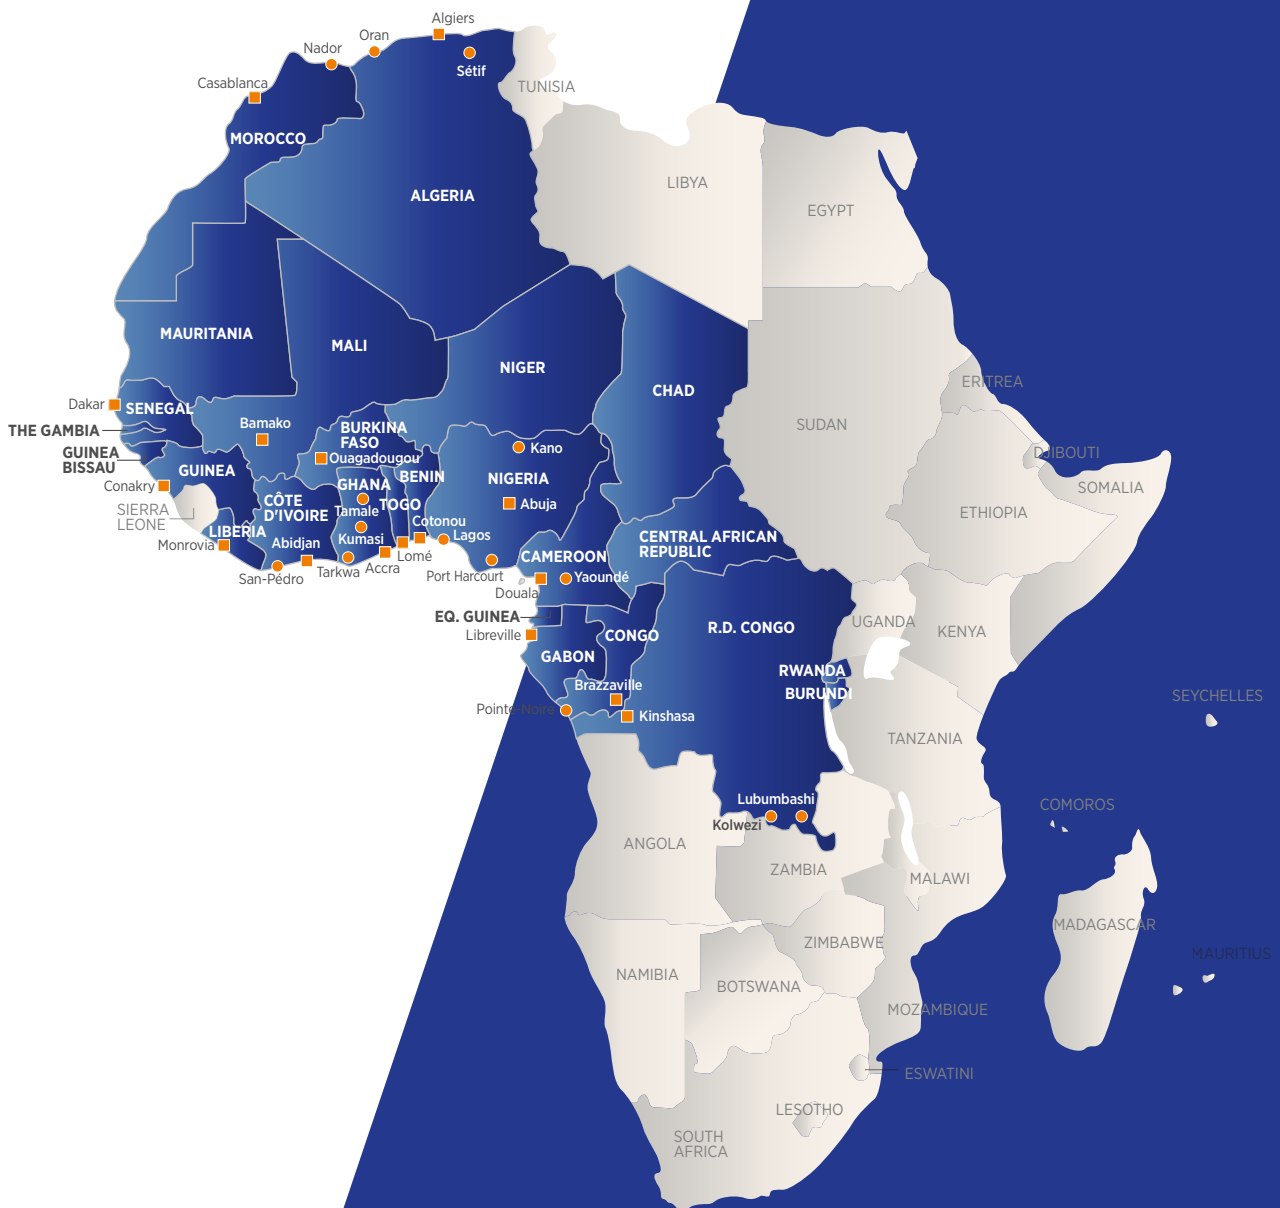 Algiers
Oran
Nador
Sétif
Casablanca
TUNISIA
MOROCCO
ALGERIA
LIBYA
EGYPT
MAURITANIA
MALI
NIGER
CHAD
ERITREA
SUDAN
Dakar
SENEGAL
THE GAMBIA
Bamako
BURKINA
FASO
Ouagadougou
Kano
DJIBOUTI
GUINEA
BISSAU
GUINEA
BENIN
NIGERIA
SOMALIA
Conakry
GHANA
CÔTE
D'IVOIRE
TOGO
Abuja
SIERRA
LEONE
Tamale
ETHIOPIA
LIBERIA
Cotonou
Kumasi
Lagos
CENTRAL AFRICAN
REPUBLIC
Monrovia
Abidjan
Lomé
CAMEROON
San-Pédro
Tarkwa
Accra
Port Harcourt
Yaoundé
Douala
EQ. GUINEA
Libreville
CONGO
R.D. CONGO
UGANDA
KENYA
GABON
RWANDA
Brazzaville
BURUNDI
SEYCHELLES
Pointe-Noire
Kinshasa
TANZANIA
Lubumbashi
COMOROS
Kolwezi
ANGOLA
ZAMBIA
MALAWI
MADAGASCAR
ZIMBABWE
MAURITIUS
NAMIBIA
BOTSWANA
MOZAMBIQUE
ESWATINI
LESOTHO
SOUTH
AFRICA